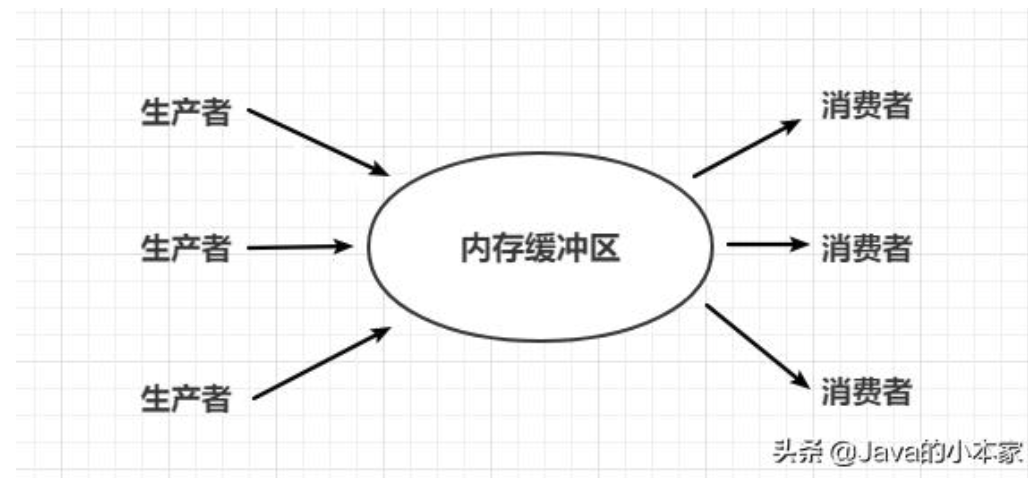 生产者
消费者
生产者
内存缓冲区
消费者
生产者
消费者
头条 @Java的小本家